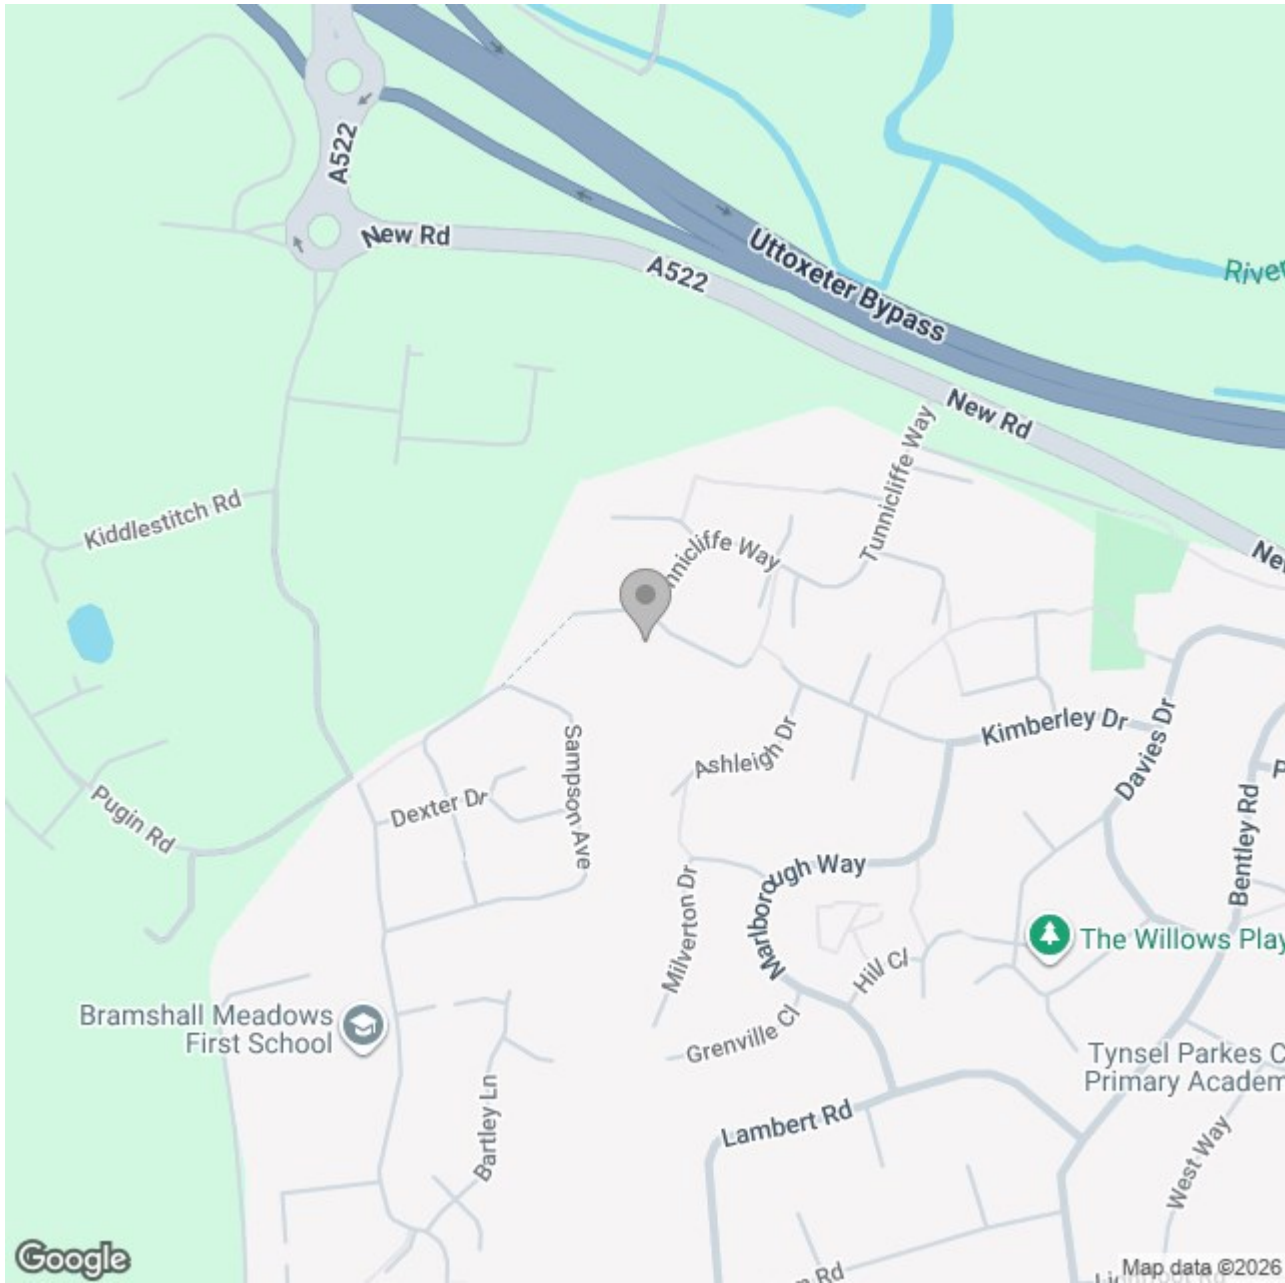 A522
New Rd
A522
Uttoxeter Bypass
River
New Rd
Tunnicliffe Way
Kiddlestitch Rd
nnicliffe Way
Kimberley Dr
Davies Dr
Ashleigh Dr
Sampson Ave
Dexter Dr
Pugin Rd
Bentley Rd
Marlborough Way
Milverton Dr
The Willows Play
Hill Cl
Bramshall Meadows
First School
Grenville Cl
Tynsel Parkes C
Primary Academ
Bartley Ln
Lambert Rd
West Way
Google
Map data ©2026